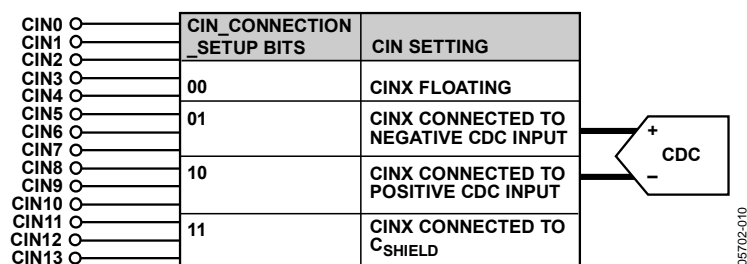 CIN0
CIN1
CIN2
CIN3
CIN4
CIN5
CIN6
CIN7
CIN8
CIN9
CIN10
CIN11
CIN12
CIN13
CIN_CONNECTION
_SETUP BITS
CIN SETTING
00
CINX FLOATING
01
CINX CONNECTED TO
NEGATIVE CDC INPUT
10
CINX CONNECTED TO
POSITIVE CDC INPUT
11
CINX CONNECTED TO
CSHIELD
+
CDC
–
05702-010